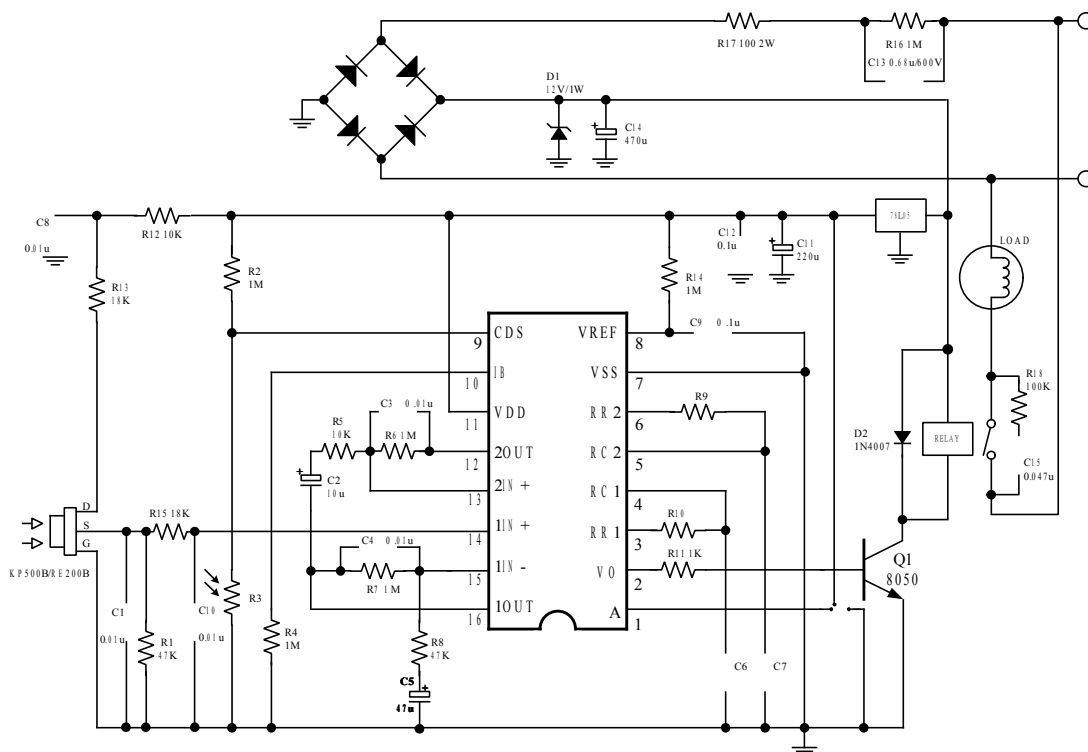 R17 100 2W
R16 1M
C13 0.68u/600V
D1
12V/1W
C14
470u
C8
0.01u
R12 10K
R13
18K
R2
1M
R14
1M
C12
0.1u
C11
220u
78L05
LOAD
CDS
9
IB
10
VDD
11
2OUT
12
2IN+
13
1IN+
14
1IN-
15
1OUT
16
VREF
8
VSS
7
RR2
6
RC2
5
RC1
4
RR1
3
VO
2
A
1
C9 0.1u
R9
R10
R11 1K
R5
10K
C3 0.01u
R6 1M
C2
10u
C4 0.01u
R7 1M
R8
47K
C5
47u
D
S
G
KP500B/RE200B
R15 18K
C1
0.01u
R1
47K
C10
0.01u
R3
R4
1M
C6
C7
D2
1N4007
RELAY
R18
100K
C15
0.047u
Q1
8050